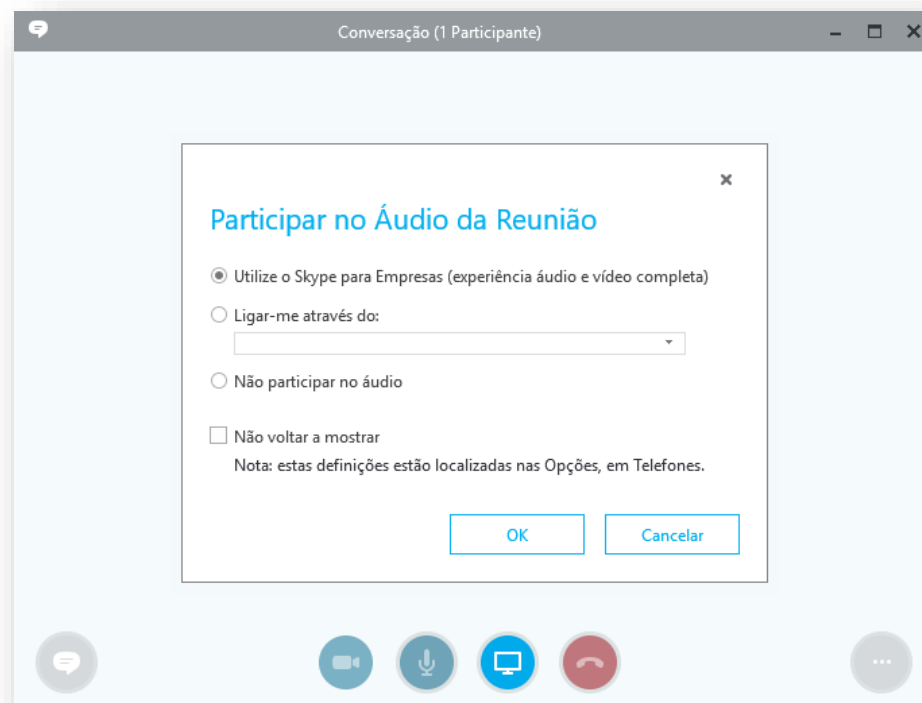 Conversação (1 Participante)
Participar no Áudio da Reunião
Utilize o Skype para Empresas (experiência áudio e vídeo completa)
Ligar-me através do:
Não participar no áudio
Não voltar a mostrar
Nota: estas definições estão localizadas nas Opções, em Telefones.
OK Cancelar